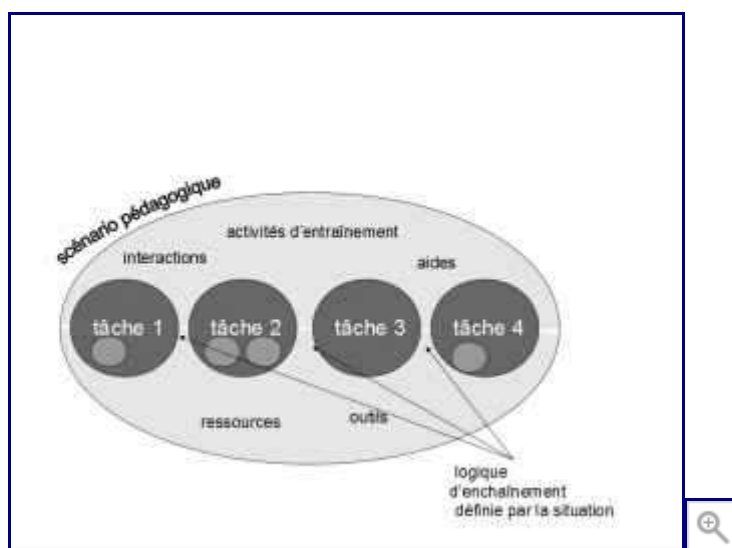 scénario pédagogique
activités d'entraînement
interactions
aides
tâche 1
tâche 2
tâche 3
tâche 4
ressources
outils
logique
d'enchaînement
définie par la situation